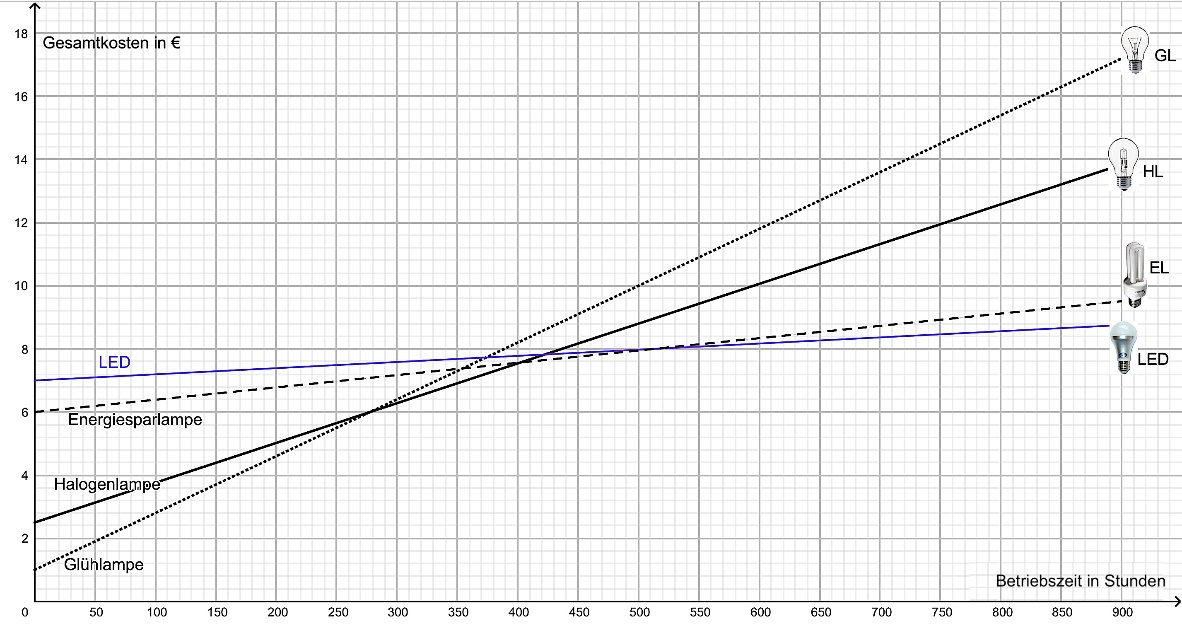 18
Gesamtkosten in €
GL
16
14
HL
12
EL
10
8
LED
LED
6
Energiesparlampe
4
Halogenlampe
2
Glühlampe
Betriebszeit in Stunden
0 50 100 150 200 250 300 350 400 450 500 550 600 650 700 750 800 850 900